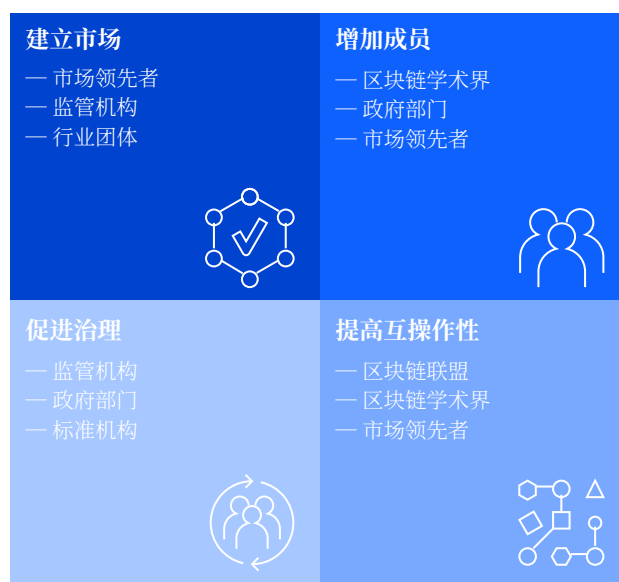 建立市场
— 市场领先者
— 监管机构
— 行业团体
增加成员
— 区块链学术界
— 政府部门
— 市场领先者
促进治理
— 监管机构
— 政府部门
— 标准机构
提高互操作性
— 区块链联盟
— 区块链学术界
— 市场领先者